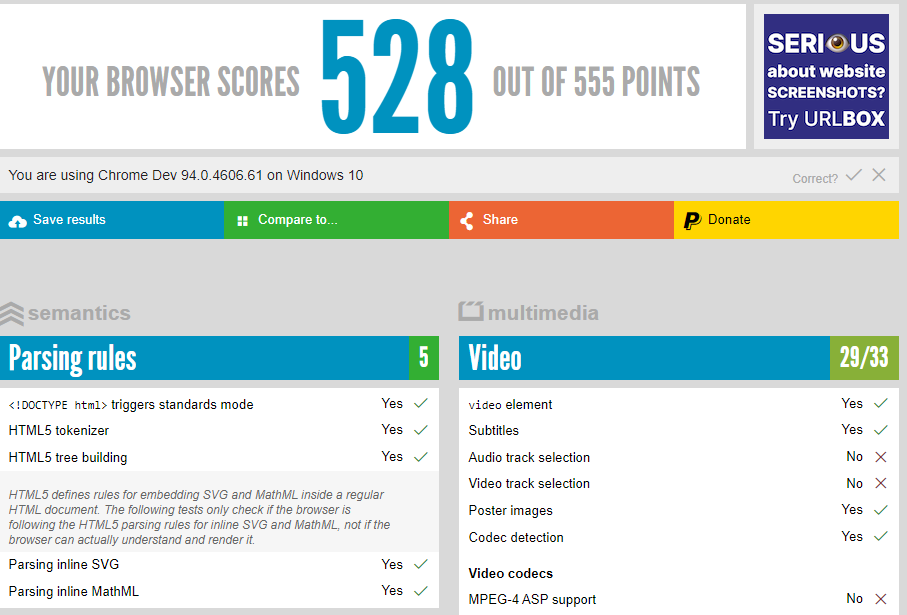 YOUR BROWSER SCORES 528 OUT OF 555 POINTS
SERIOUS
about website
SCREENSHOTS?
Try URLBOX
You are using Chrome Dev 94.0.4606.61 on Windows 10
Correct?
Save results
Compare to...
Share
Donate
semantics
Parsing rules 5
<!DOCTYPE html> triggers standards mode Yes
HTML5 tokenizer Yes
HTML5 tree building Yes
HTML5 defines rules for embedding SVG and MathML inside a regular
HTML document. The following tests only check if the browser is
following the HTML5 parsing rules for inline SVG and MathML, not if the
browser can actually understand and render it.
Parsing inline SVG Yes
Parsing inline MathML Yes
multimedia
Video 29/33
video element Yes
Subtitles Yes
Audio track selection No
Video track selection No
Poster images Yes
Codec detection Yes
Video codecs
MPEG-4 ASP support No